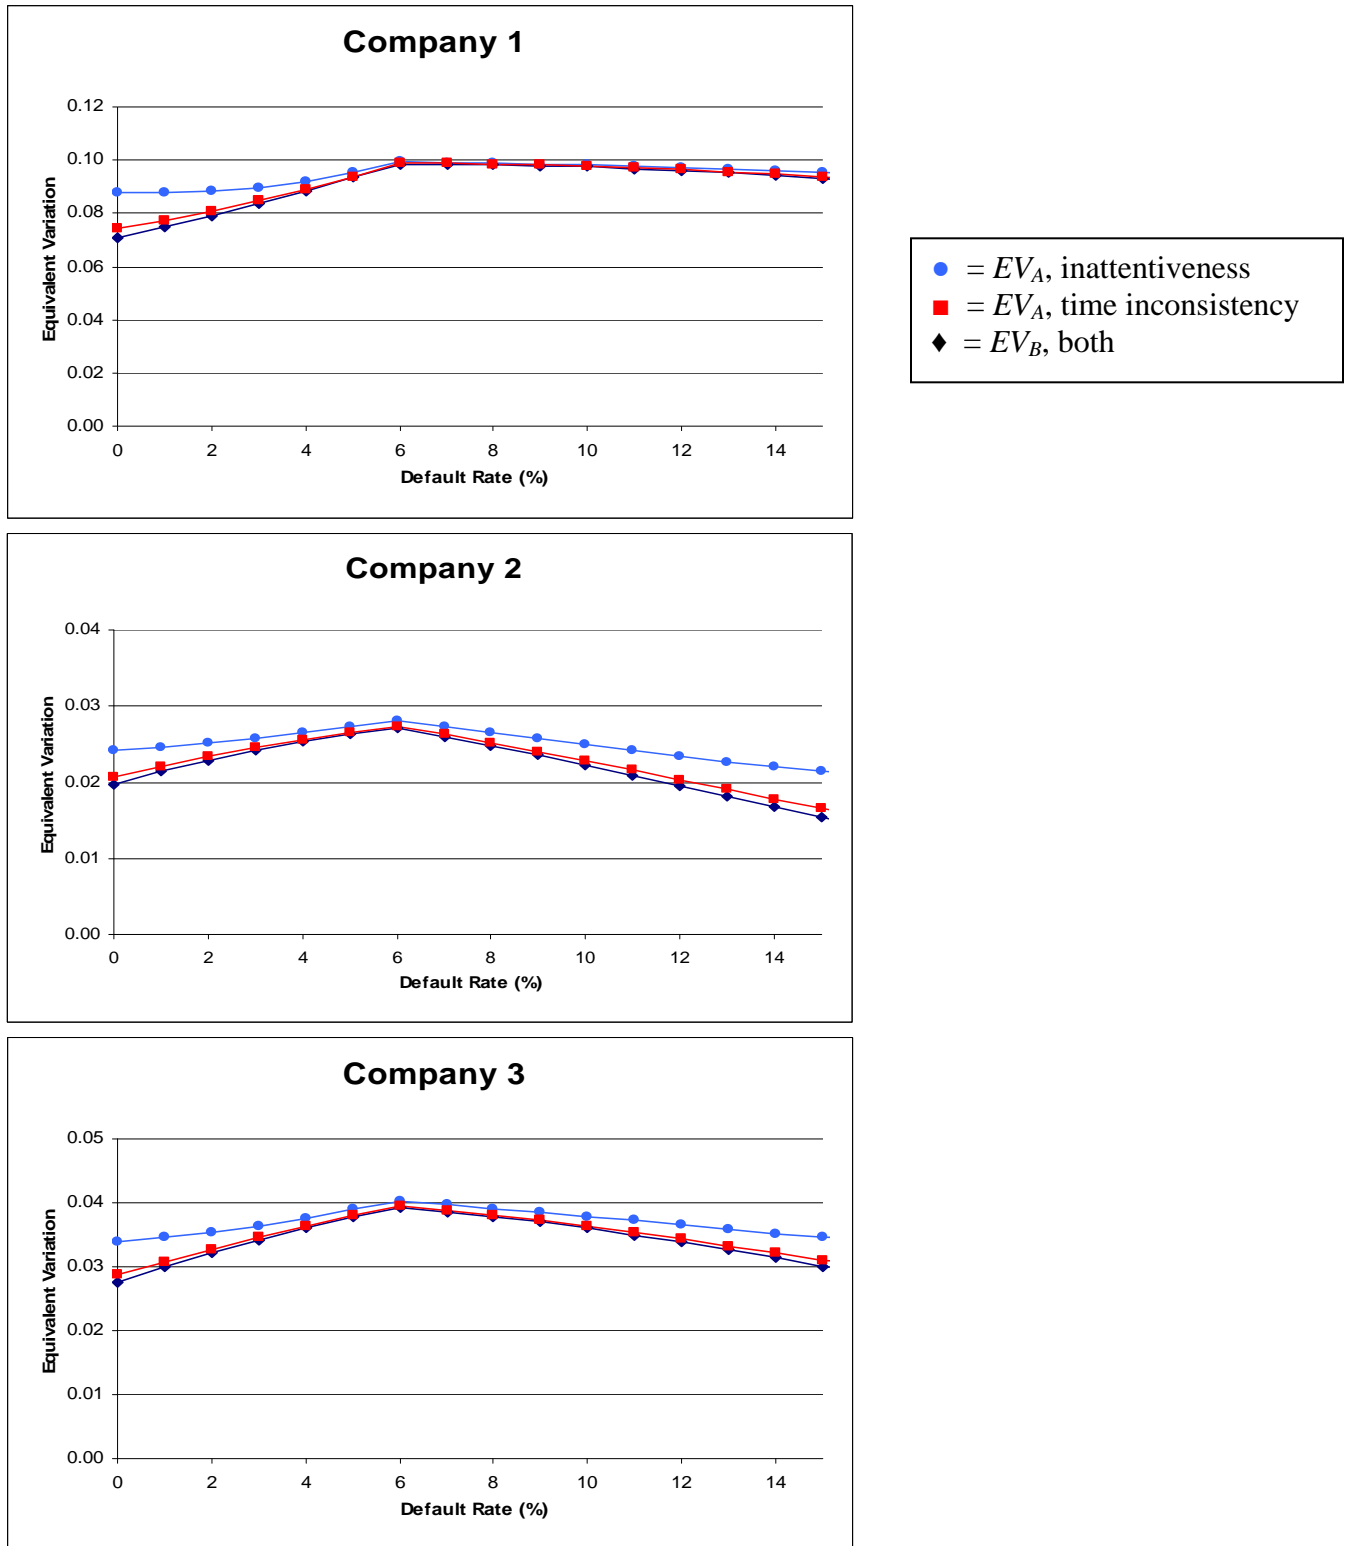 Company 1
Equivalent Variation
0.12
0.10
0.08
0.06
0.04
0.02
0.00
0 2 4 6 8 10 12 14
Default Rate (%)
= EV_A, inattentiveness
= EV_A, time inconsistency
= EV_B, both
Company 2
Equivalent Variation
0.04
0.03
0.02
0.01
0.00
0 2 4 6 8 10 12 14
Default Rate (%)
Company 3
Equivalent Variation
0.05
0.04
0.03
0.02
0.01
0.00
0 2 4 6 8 10 12 14
Default Rate (%)